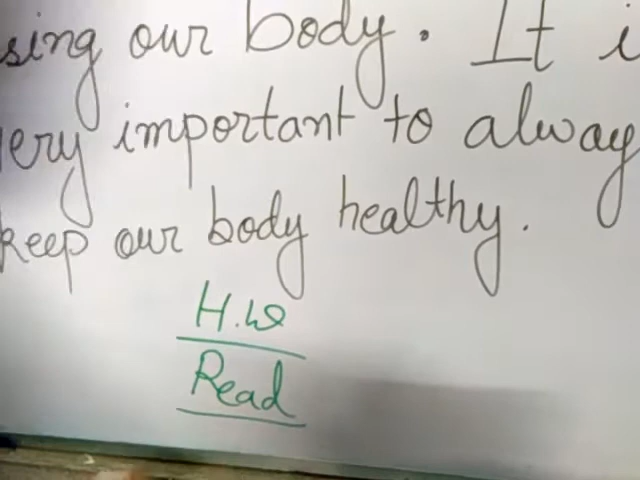 sing our body. It i
ery important to alway
keep our body healthy.
H.W
Read